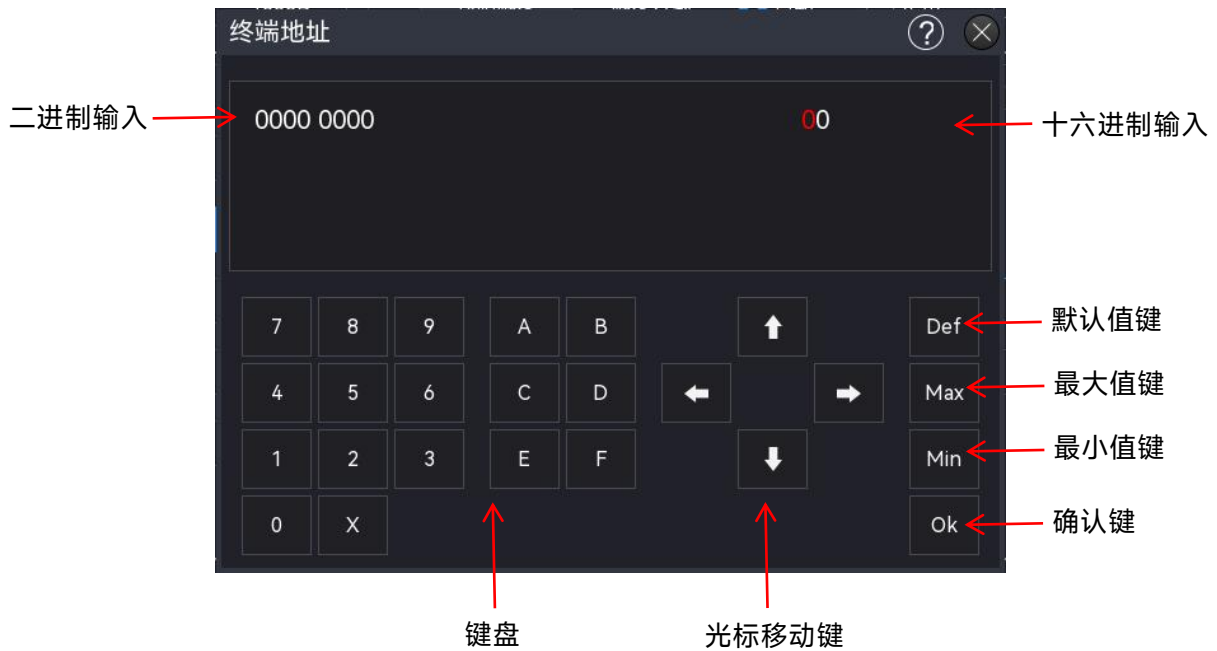 终端地址 ?
二进制输入 0000 0000 00 十六进制输入
7 8 9 A B Def 默认值键
4 5 6 C D Max 最大值键
1 2 3 E F Min 最小值键
0 X Ok 确认键
键盘 光标移动键